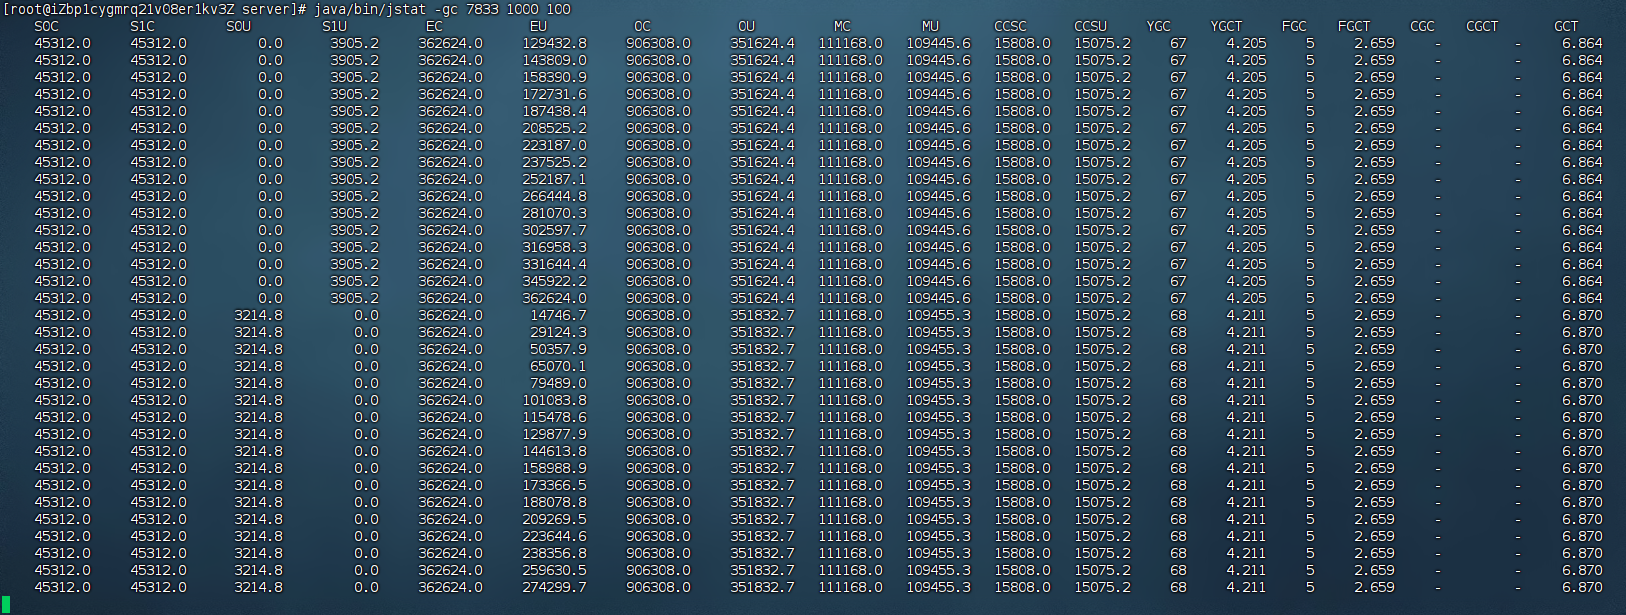 [root@iZbp1cygmrq21v08er1kv3Z server]# java/bin/jstat -gc 7833 1000 100
S0C S1C S0U S1U EC EU OC OU MC MU CCSC CCSU YGC YGCT FGC FGCT CGC CGCT GCT
45312.0 45312.0 0.0 3905.2 362624.0 129432.8 906308.0 351624.4 111168.0 109445.6 15808.0 15075.2 67 4.205 5 2.659 - - 6.864
45312.0 45312.0 0.0 3905.2 362624.0 143809.0 906308.0 351624.4 111168.0 109445.6 15808.0 15075.2 67 4.205 5 2.659 - - 6.864
45312.0 45312.0 0.0 3905.2 362624.0 158390.9 906308.0 351624.4 111168.0 109445.6 15808.0 15075.2 67 4.205 5 2.659 - - 6.864
45312.0 45312.0 0.0 3905.2 362624.0 172731.6 906308.0 351624.4 111168.0 109445.6 15808.0 15075.2 67 4.205 5 2.659 - - 6.864
45312.0 45312.0 0.0 3905.2 362624.0 187438.4 906308.0 351624.4 111168.0 109445.6 15808.0 15075.2 67 4.205 5 2.659 - - 6.864
45312.0 45312.0 0.0 3905.2 362624.0 208525.2 906308.0 351624.4 111168.0 109445.6 15808.0 15075.2 67 4.205 5 2.659 - - 6.864
45312.0 45312.0 0.0 3905.2 362624.0 223187.0 906308.0 351624.4 111168.0 109445.6 15808.0 15075.2 67 4.205 5 2.659 - - 6.864
45312.0 45312.0 0.0 3905.2 362624.0 237525.2 906308.0 351624.4 111168.0 109445.6 15808.0 15075.2 67 4.205 5 2.659 - - 6.864
45312.0 45312.0 0.0 3905.2 362624.0 252187.1 906308.0 351624.4 111168.0 109445.6 15808.0 15075.2 67 4.205 5 2.659 - - 6.864
45312.0 45312.0 0.0 3905.2 362624.0 266444.8 906308.0 351624.4 111168.0 109445.6 15808.0 15075.2 67 4.205 5 2.659 - - 6.864
45312.0 45312.0 0.0 3905.2 362624.0 281070.3 906308.0 351624.4 111168.0 109445.6 15808.0 15075.2 67 4.205 5 2.659 - - 6.864
45312.0 45312.0 0.0 3905.2 362624.0 302597.7 906308.0 351624.4 111168.0 109445.6 15808.0 15075.2 67 4.205 5 2.659 - - 6.864
45312.0 45312.0 0.0 3905.2 362624.0 316958.3 906308.0 351624.4 111168.0 109445.6 15808.0 15075.2 67 4.205 5 2.659 - - 6.864
45312.0 45312.0 0.0 3905.2 362624.0 331644.4 906308.0 351624.4 111168.0 109445.6 15808.0 15075.2 67 4.205 5 2.659 - - 6.864
45312.0 45312.0 0.0 3905.2 362624.0 345922.2 906308.0 351624.4 111168.0 109445.6 15808.0 15075.2 67 4.205 5 2.659 - - 6.864
45312.0 45312.0 0.0 3905.2 362624.0 362624.0 906308.0 351624.4 111168.0 109445.6 15808.0 15075.2 67 4.205 5 2.659 - - 6.864
45312.0 45312.0 3214.8 0.0 362624.0 14746.7 906308.0 351832.7 111168.0 109455.3 15808.0 15075.2 68 4.211 5 2.659 - - 6.870
45312.0 45312.0 3214.8 0.0 362624.0 29124.3 906308.0 351832.7 111168.0 109455.3 15808.0 15075.2 68 4.211 5 2.659 - - 6.870
45312.0 45312.0 3214.8 0.0 362624.0 50357.9 906308.0 351832.7 111168.0 109455.3 15808.0 15075.2 68 4.211 5 2.659 - - 6.870
45312.0 45312.0 3214.8 0.0 362624.0 65070.1 906308.0 351832.7 111168.0 109455.3 15808.0 15075.2 68 4.211 5 2.659 - - 6.870
45312.0 45312.0 3214.8 0.0 362624.0 79489.0 906308.0 351832.7 111168.0 109455.3 15808.0 15075.2 68 4.211 5 2.659 - - 6.870
45312.0 45312.0 3214.8 0.0 362624.0 101083.8 906308.0 351832.7 111168.0 109455.3 15808.0 15075.2 68 4.211 5 2.659 - - 6.870
45312.0 45312.0 3214.8 0.0 362624.0 115478.6 906308.0 351832.7 111168.0 109455.3 15808.0 15075.2 68 4.211 5 2.659 - - 6.870
45312.0 45312.0 3214.8 0.0 362624.0 129877.9 906308.0 351832.7 111168.0 109455.3 15808.0 15075.2 68 4.211 5 2.659 - - 6.870
45312.0 45312.0 3214.8 0.0 362624.0 144613.8 906308.0 351832.7 111168.0 109455.3 15808.0 15075.2 68 4.211 5 2.659 - - 6.870
45312.0 45312.0 3214.8 0.0 362624.0 158988.9 906308.0 351832.7 111168.0 109455.3 15808.0 15075.2 68 4.211 5 2.659 - - 6.870
45312.0 45312.0 3214.8 0.0 362624.0 173366.5 906308.0 351832.7 111168.0 109455.3 15808.0 15075.2 68 4.211 5 2.659 - - 6.870
45312.0 45312.0 3214.8 0.0 362624.0 188078.8 906308.0 351832.7 111168.0 109455.3 15808.0 15075.2 68 4.211 5 2.659 - - 6.870
45312.0 45312.0 3214.8 0.0 362624.0 209269.5 906308.0 351832.7 111168.0 109455.3 15808.0 15075.2 68 4.211 5 2.659 - - 6.870
45312.0 45312.0 3214.8 0.0 362624.0 223644.6 906308.0 351832.7 111168.0 109455.3 15808.0 15075.2 68 4.211 5 2.659 - - 6.870
45312.0 45312.0 3214.8 0.0 362624.0 238356.8 906308.0 351832.7 111168.0 109455.3 15808.0 15075.2 68 4.211 5 2.659 - - 6.870
45312.0 45312.0 3214.8 0.0 362624.0 259630.5 906308.0 351832.7 111168.0 109455.3 15808.0 15075.2 68 4.211 5 2.659 - - 6.870
45312.0 45312.0 3214.8 0.0 362624.0 274299.7 906308.0 351832.7 111168.0 109455.3 15808.0 15075.2 68 4.211 5 2.659 - - 6.870